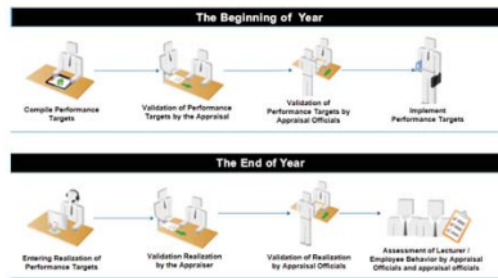 The Beginning of Year
Compile Performance
Targets
Validation of Performance
Targets by the Appraisal
Validation of
Performance Targets by
Appraisal Officials
Implement
Performance Targets
The End of Year
Entering Realization of
Performance Targets
Validation Realization
by the Appraiser
Validation of Realization
by Appraisal Officials
Assessment of Lecturer /
Employee Behavior by Appraisal
Officials and appraisal officials